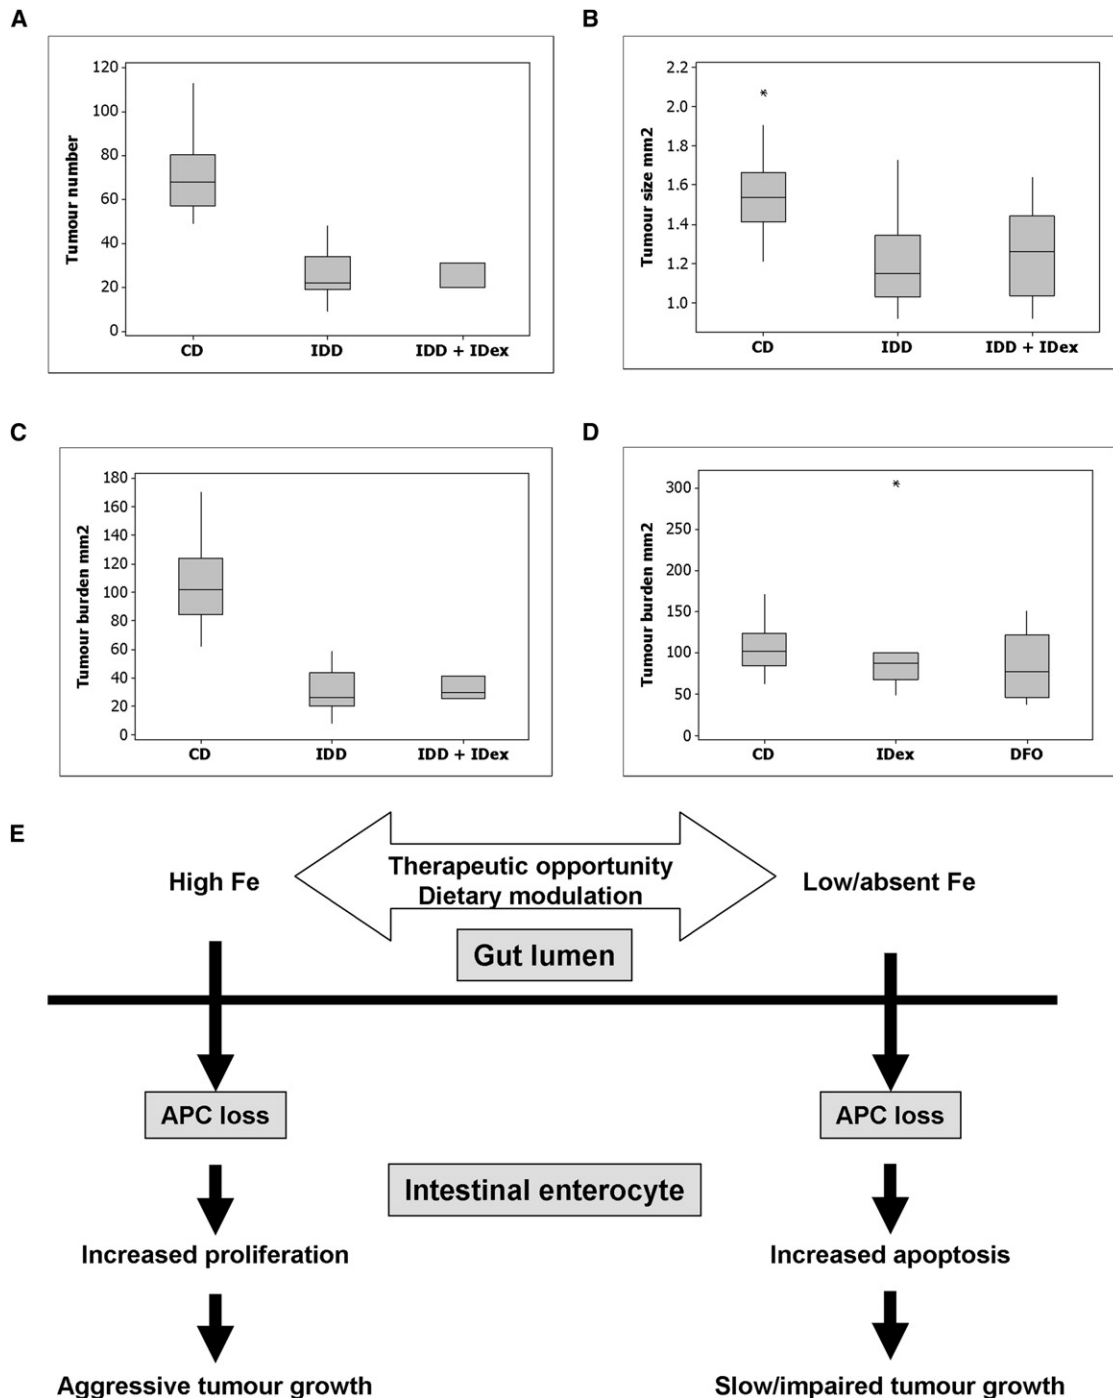 A
Tumour number
120
100
80
60
40
20
0
CD
IDD
IDD + IDex
B
Tumour size mm2
2.2
2.0
1.8
1.6
1.4
1.2
1.0
*
CD
IDD
IDD + IDex
C
Tumour burden mm2
180
160
140
120
100
80
60
40
20
0
CD
IDD
IDD + IDex
D
Tumour burden mm2
300
250
200
150
100
50
0
*
CD
IDex
DFO
E
High Fe
Therapeutic opportunity
Dietary modulation
Low/absent Fe
Gut lumen
APC loss
APC loss
Intestinal enterocyte
Increased proliferation
Increased apoptosis
Aggressive tumour growth
Slow/impaired tumour growth